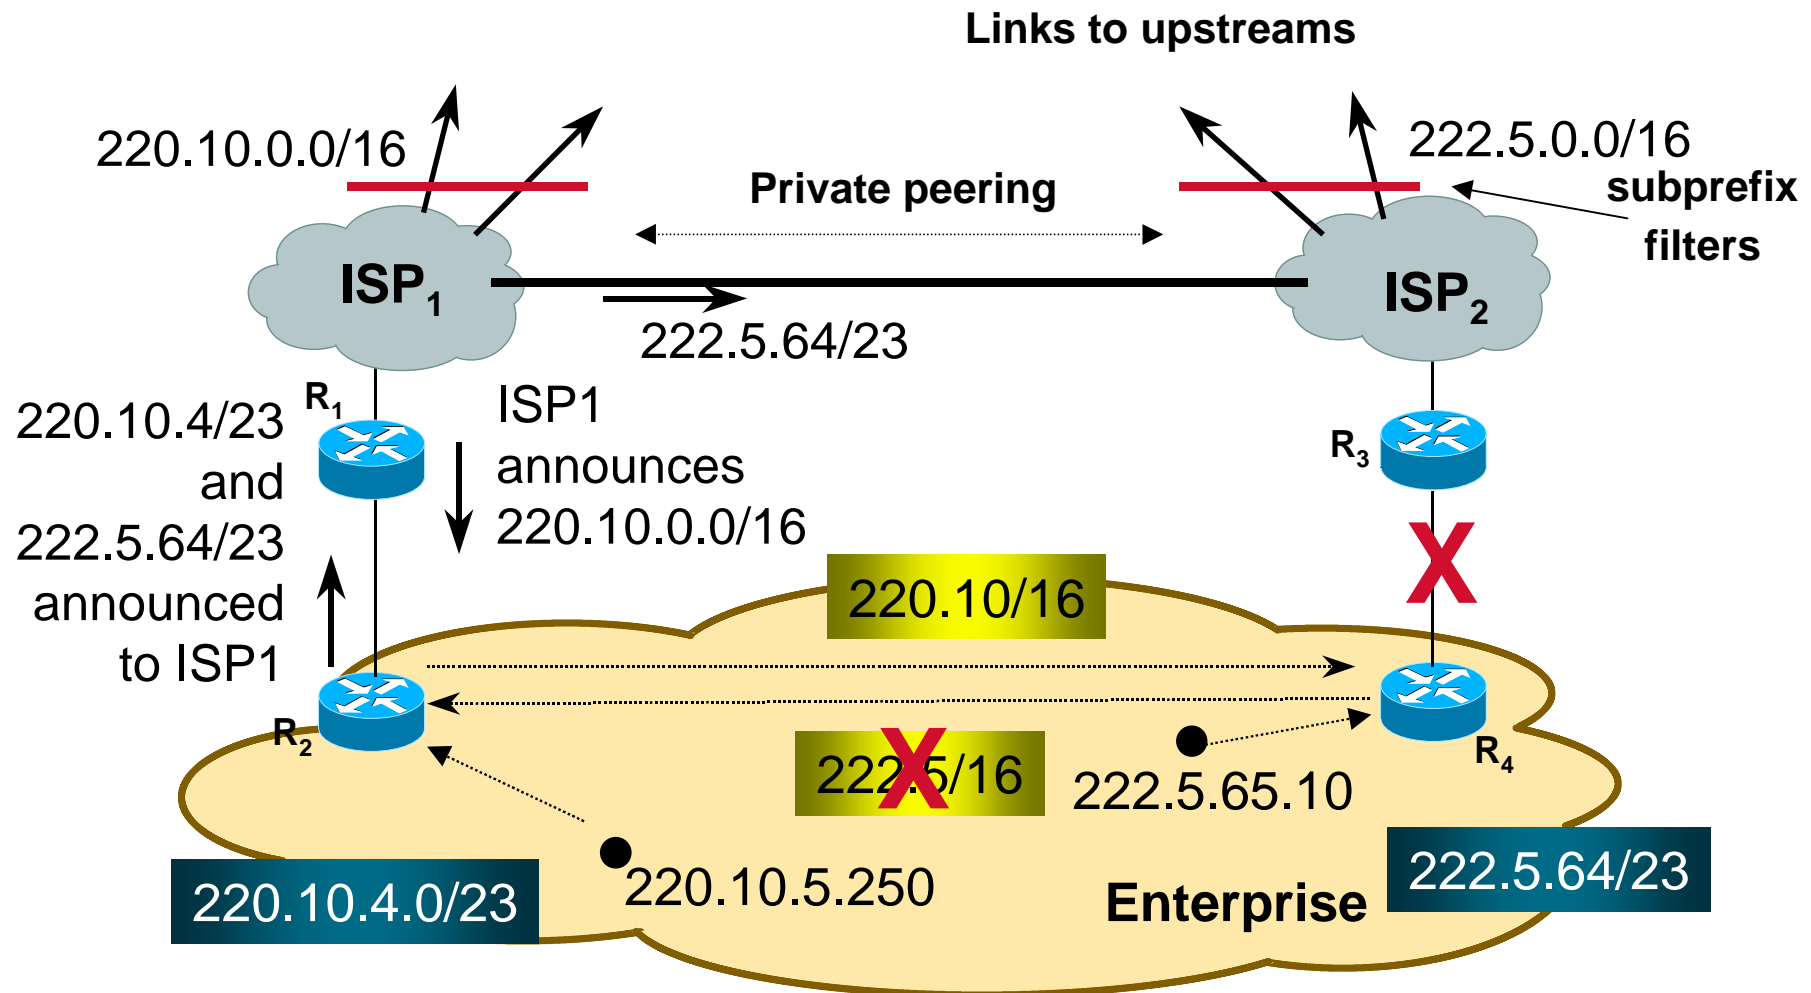 Links to upstreams
220.10.0.0/16
222.5.0.0/16
Private peering
subprefix
filters
ISP1
ISP2
222.5.64/23
R1
220.10.4/23
and
222.5.64/23
announced
to ISP1
ISP1
announces
220.10.0.0/16
R3
X
220.10/16
R2
222.5/16
X
R4
222.5.65.10
220.10.5.250
220.10.4.0/23
Enterprise
222.5.64/23